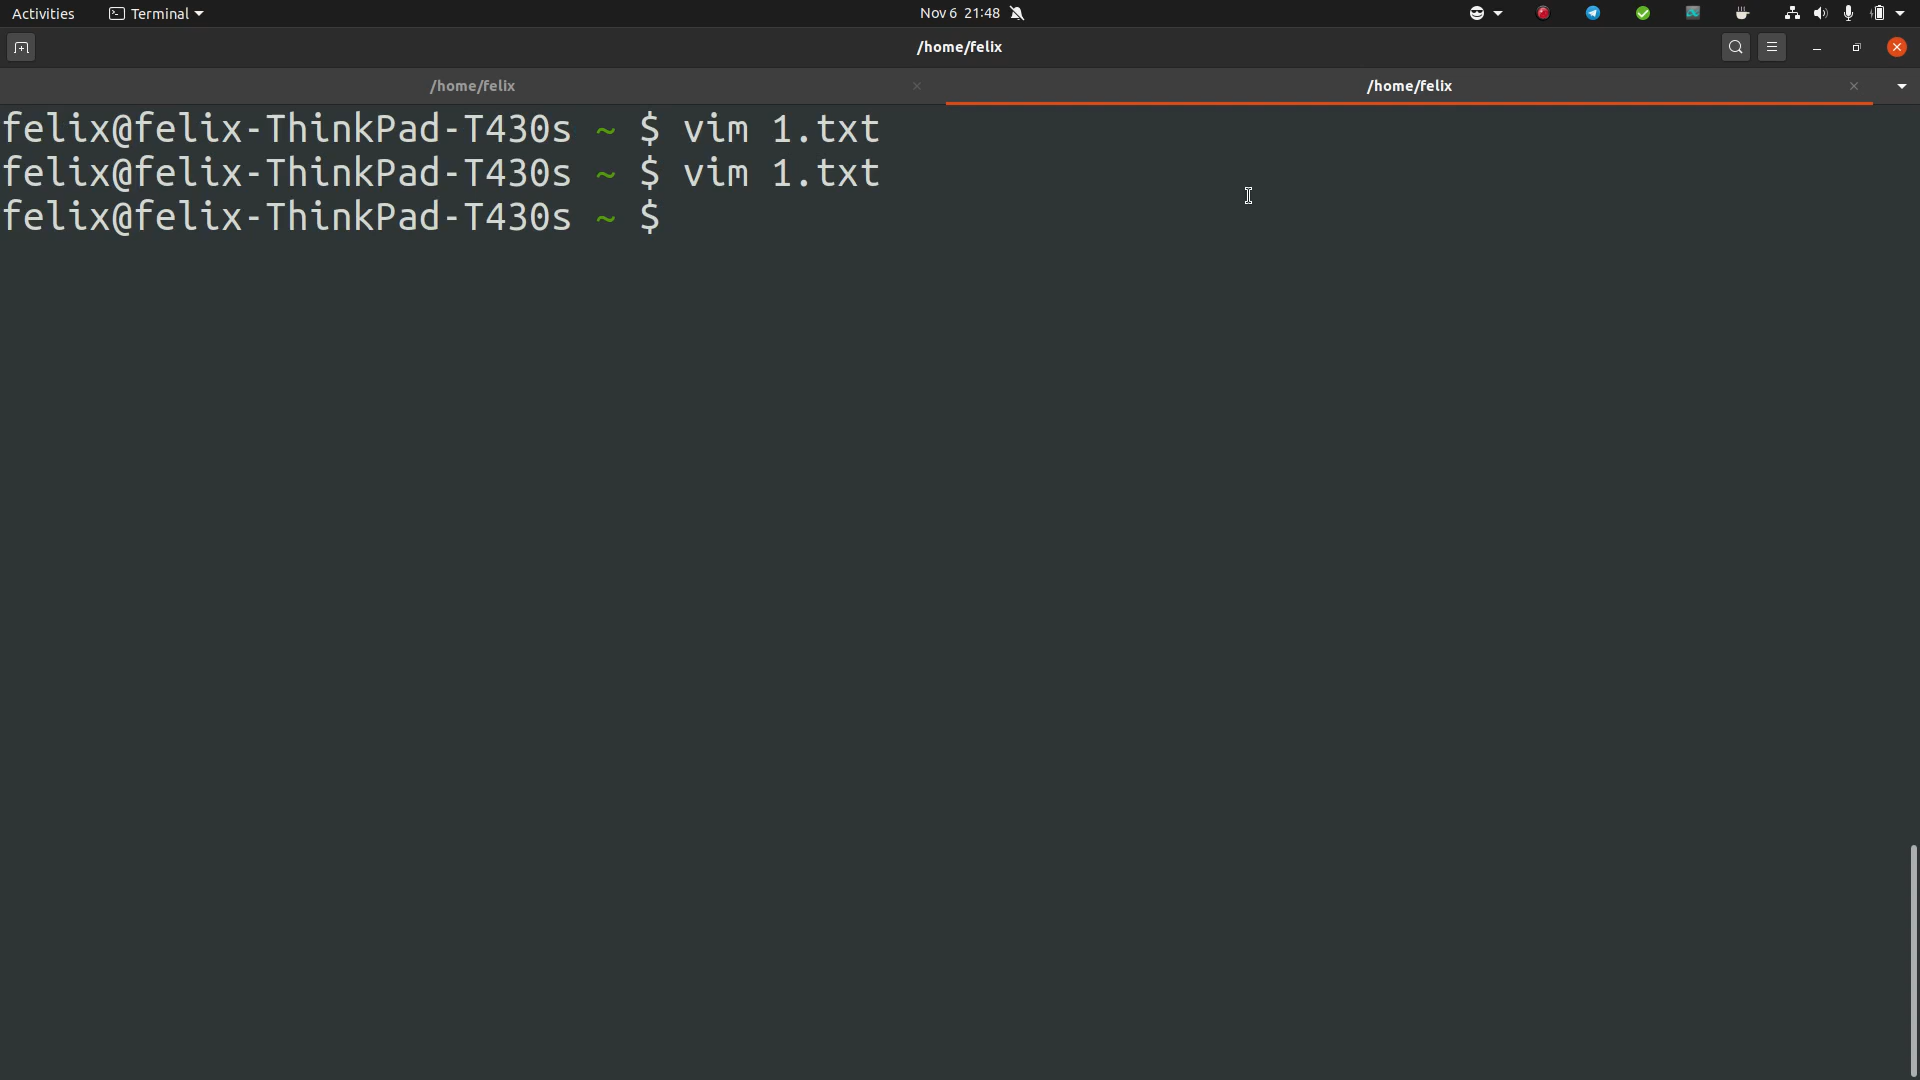 Activities Terminal Nov 6 21:48
/home/felix
/home/felix /home/felix
felix@felix-ThinkPad-T430s ~ $ vim 1.txt
felix@felix-ThinkPad-T430s ~ $ vim 1.txt
felix@felix-ThinkPad-T430s ~ $